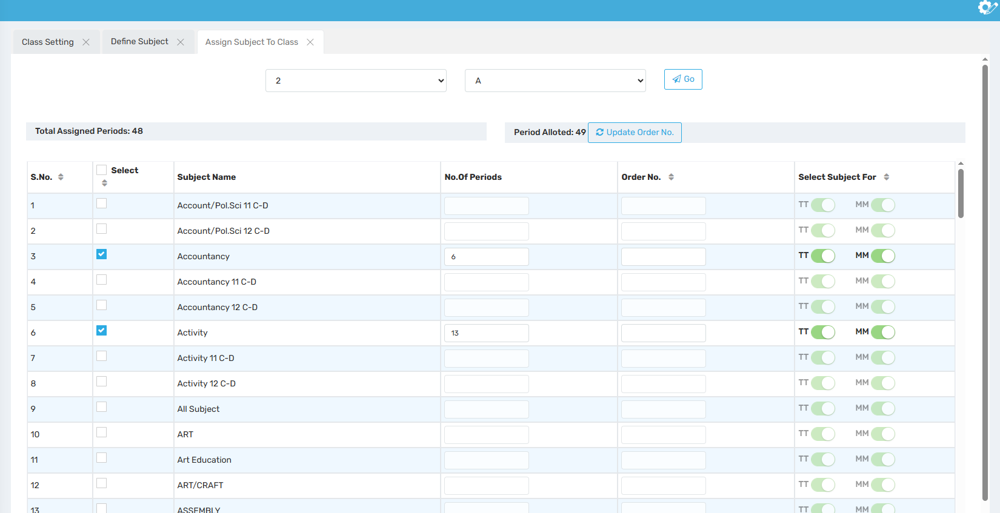 Class Setting Define Subject Assign Subject To Class
2 A Go
Total Assigned Periods: 48 Period Alloted: 49 Update Order No.
S.No. Select Subject Name No.Of Periods Order No. Select Subject For
1 Account/Pol.Sci 11 C-D TT MM
2 Account/Pol.Sci 12 C-D TT MM
3 Accountancy 6 TT MM
4 Accountancy 11 C-D TT MM
5 Accountancy 12 C-D TT MM
6 Activity 13 TT MM
7 Activity 11 C-D TT MM
8 Activity 12 C-D TT MM
9 All Subject TT MM
10 ART TT MM
11 Art Education TT MM
12 ART/CRAFT TT MM
13 ASSEMBLY TT MM